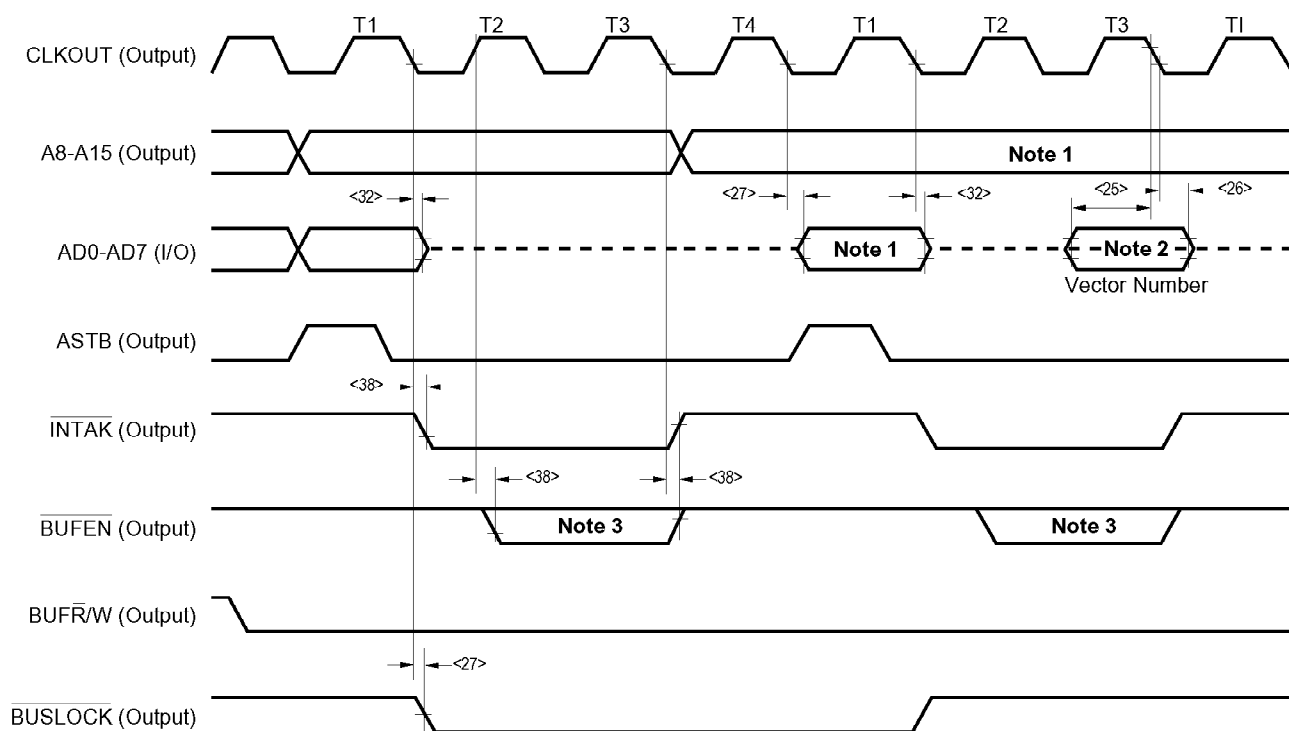 T1 T2 T3 T4 T1 T2 T3 TI
CLKOUT (Output)
A8-A15 (Output)
Note 1
<32> <27> <32> <25> <26>
AD0-AD7 (I/O)
Note 1
Note 2
Vector Number
ASTB (Output)
<38>
INTAK (Output)
<38> <38>
BUFEN (Output)
Note 3
Note 3
BUFR/W (Output)
<27>
BUSLOCK (Output)